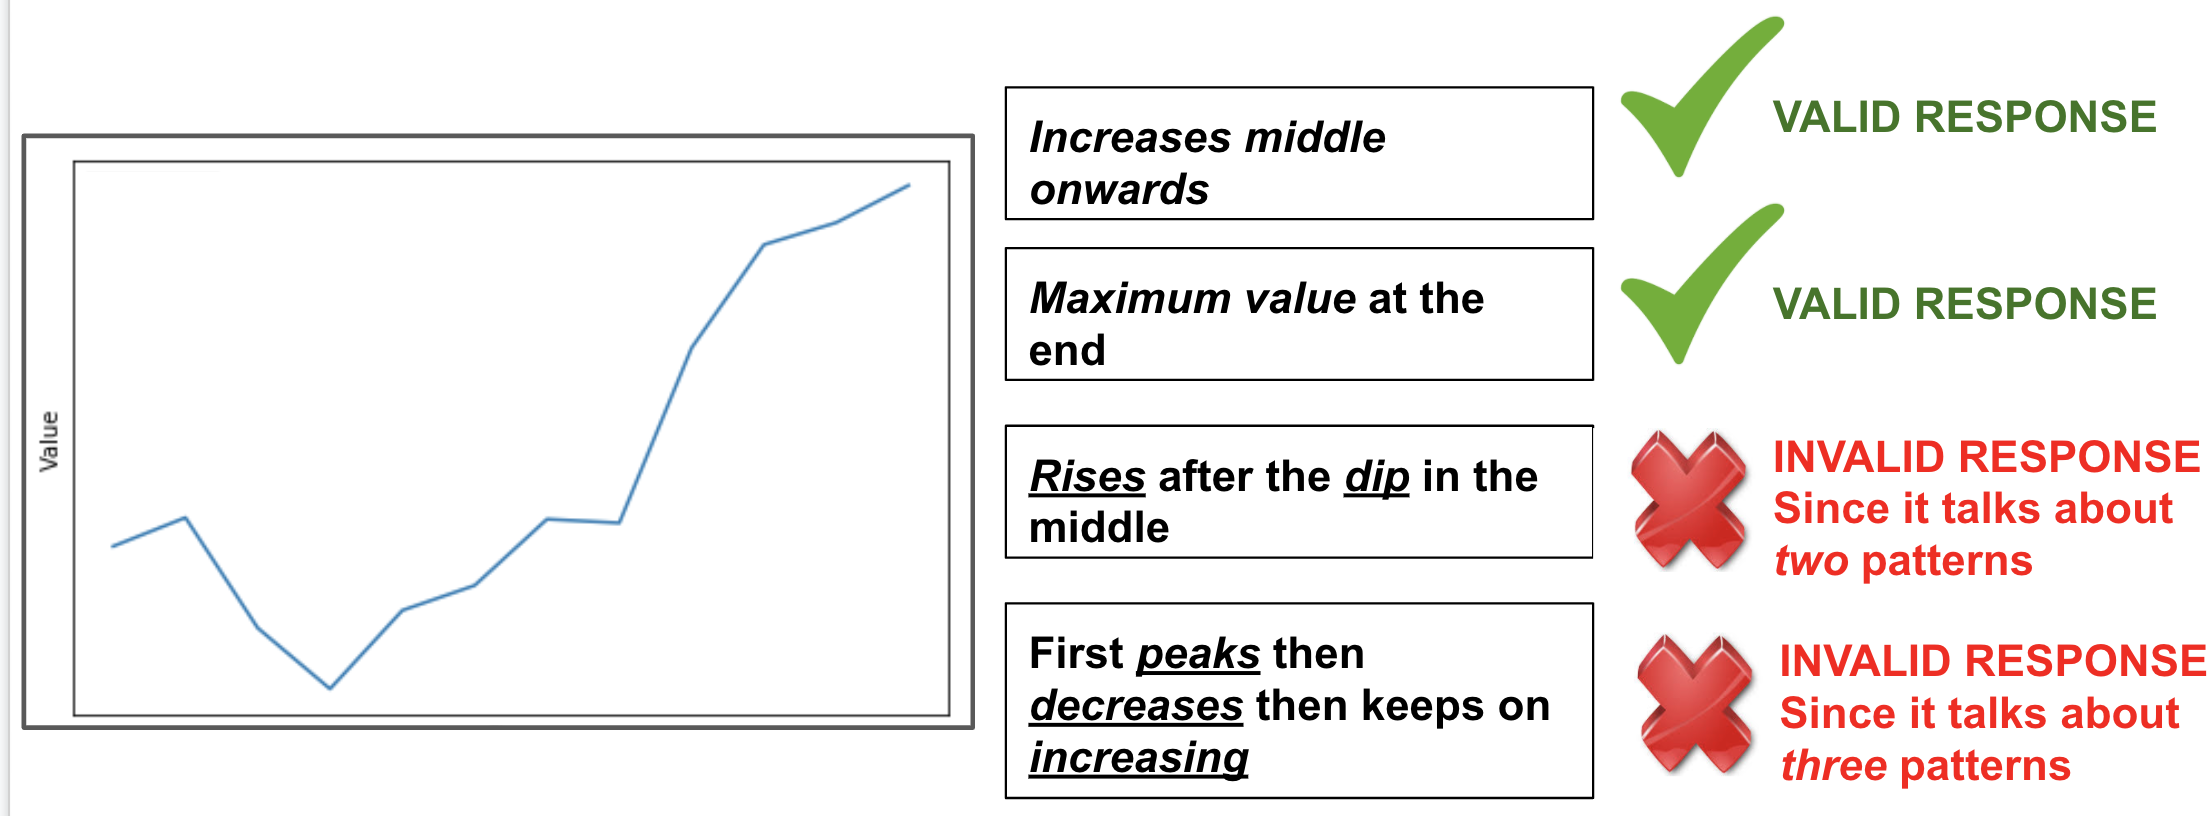 Value
Increases middle
onwards
VALID RESPONSE
Maximum value at the
end
VALID RESPONSE
Rises after the dip in the
middle
INVALID RESPONSE
Since it talks about
two patterns
First peaks then
decreases then keeps on
increasing
INVALID RESPONSE
Since it talks about
three patterns